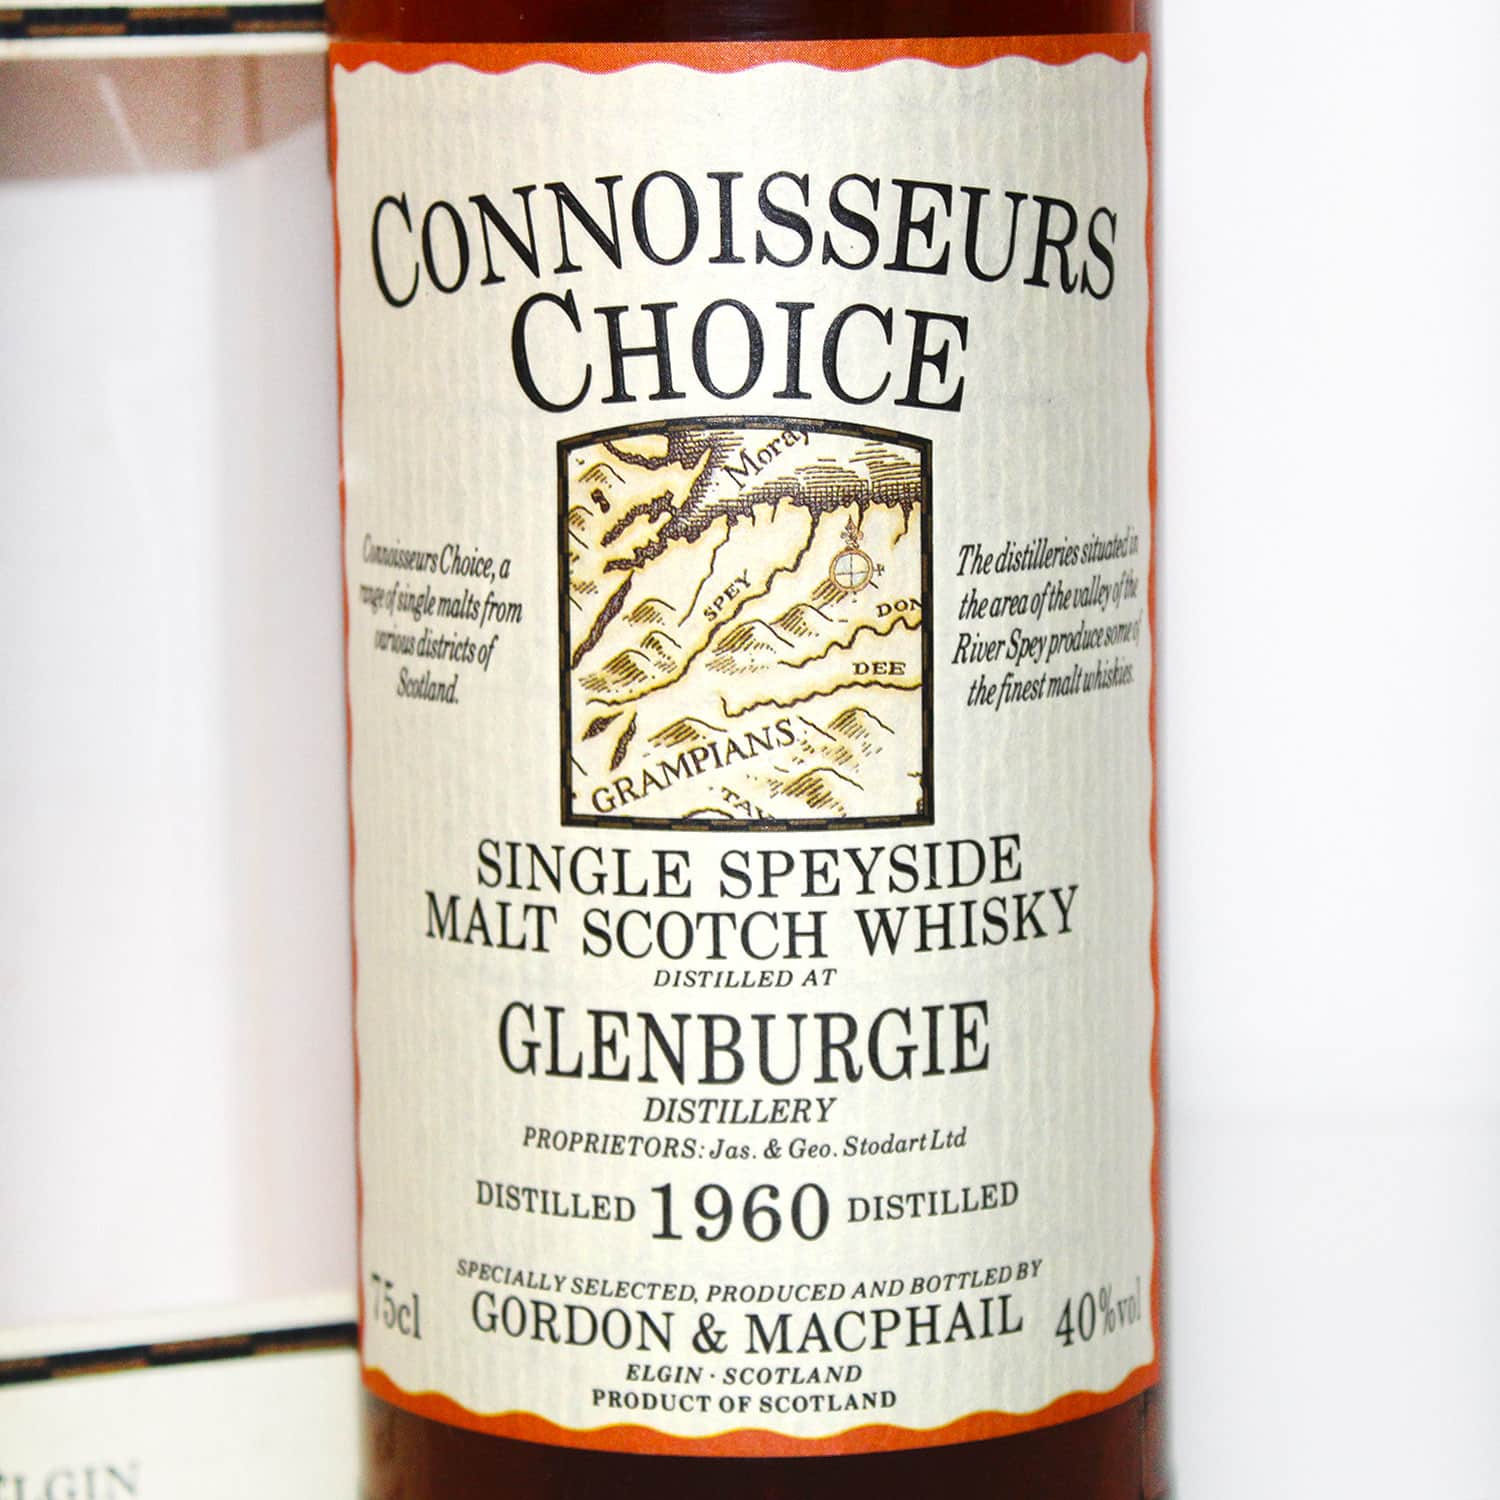 CONNOISSEURS
CHOICE
Moray
SPEY
DON
DEE
GRAMPIANS
TAY
Connoisseurs Choice, a
range of single malts from
various districts of
Scotland.
The distilleries situated in
the area of the valley of the
River Spey produce some of
the finest malt whiskies.
SINGLE SPEYSIDE
MALT SCOTCH WHISKY
DISTILLED AT
GLENBURGIE
DISTILLERY
PROPRIETORS: Jas. & Geo. Stodart Ltd
DISTILLED 1960 DISTILLED
SPECIALLY SELECTED, PRODUCED AND BOTTLED BY
75cl GORDON & MACPHAIL 40%vol
ELGIN · SCOTLAND
PRODUCT OF SCOTLAND
ELGIN